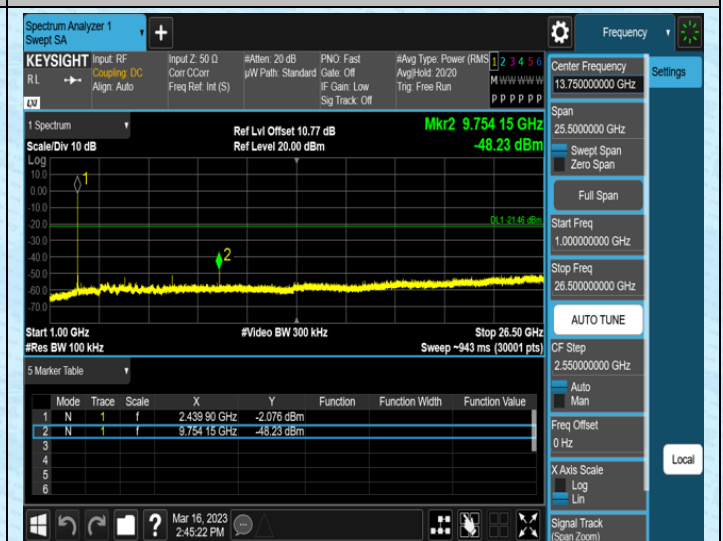 Spectrum Analyzer 1
Swept SA
+
Frequency
KEYSIGHT
Input: RF
Coupling: DC
Align: Auto
Input Z: 50 Ω
Corr CCorr
Freq Ref: Int (S)
#Atten: 20 dB
µW Path: Standard
PNO: Fast
Gate: Off
IF Gain: Low
Sig Track: Off
#Avg Type: Power (RMS
Avg|Hold: 20/20
Trig: Free Run
1 2 3 4 5 6
M W W W W W
P P P P P P
RL
LXI
1 Spectrum
Scale/Div 10 dB
Ref Lvl Offset 10.77 dB
Ref Level 20.00 dBm
Mkr2 9.754 15 GHz
-48.23 dBm
Log
10.0
0.00
-10.0
-20.0
-30.0
-40.0
-50.0
-60.0
-70.0
1
2
DL1 -21.46 dBm
Start 1.00 GHz
#Res BW 100 kHz
#Video BW 300 kHz
Stop 26.50 GHz
Sweep ~943 ms (30001 pts)
5 Marker Table
Mode Trace Scale X Y Function Function Width Function Value
1 N 1 f 2.439 90 GHz -2.076 dBm
2 N 1 f 9.754 15 GHz -48.23 dBm
3
4
5
6
Center Frequency
13.750000000 GHz
Settings
Span
25.5000000 GHz
Swept Span
Zero Span
Full Span
Start Freq
1.000000000 GHz
Stop Freq
26.500000000 GHz
AUTO TUNE
CF Step
2.550000000 GHz
Auto
Man
Freq Offset
0 Hz
X Axis Scale
Log
Lin
Local
Signal Track
(Span Zoom)
?
Mar 16, 2023
2:45:22 PM